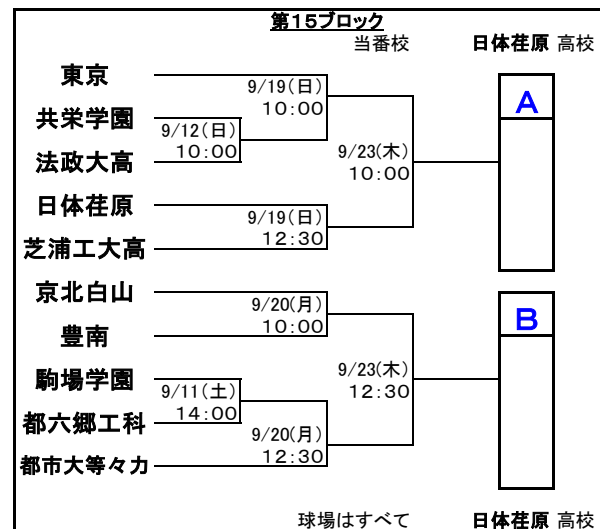 第15ブロック
当番校 日体荏原 高校
東京
共栄学園
法政大高
日体荏原
芝浦工大高
京北白山
豊南
駒場学園
都六郷工科
都市大等々力
9/12(日)
10:00
9/19(日)
10:00
9/19(日)
12:30
9/23(木)
10:00
A
9/20(月)
10:00
9/11(土)
14:00
9/20(月)
12:30
9/23(木)
12:30
B
球場はすべて 日体荏原 高校